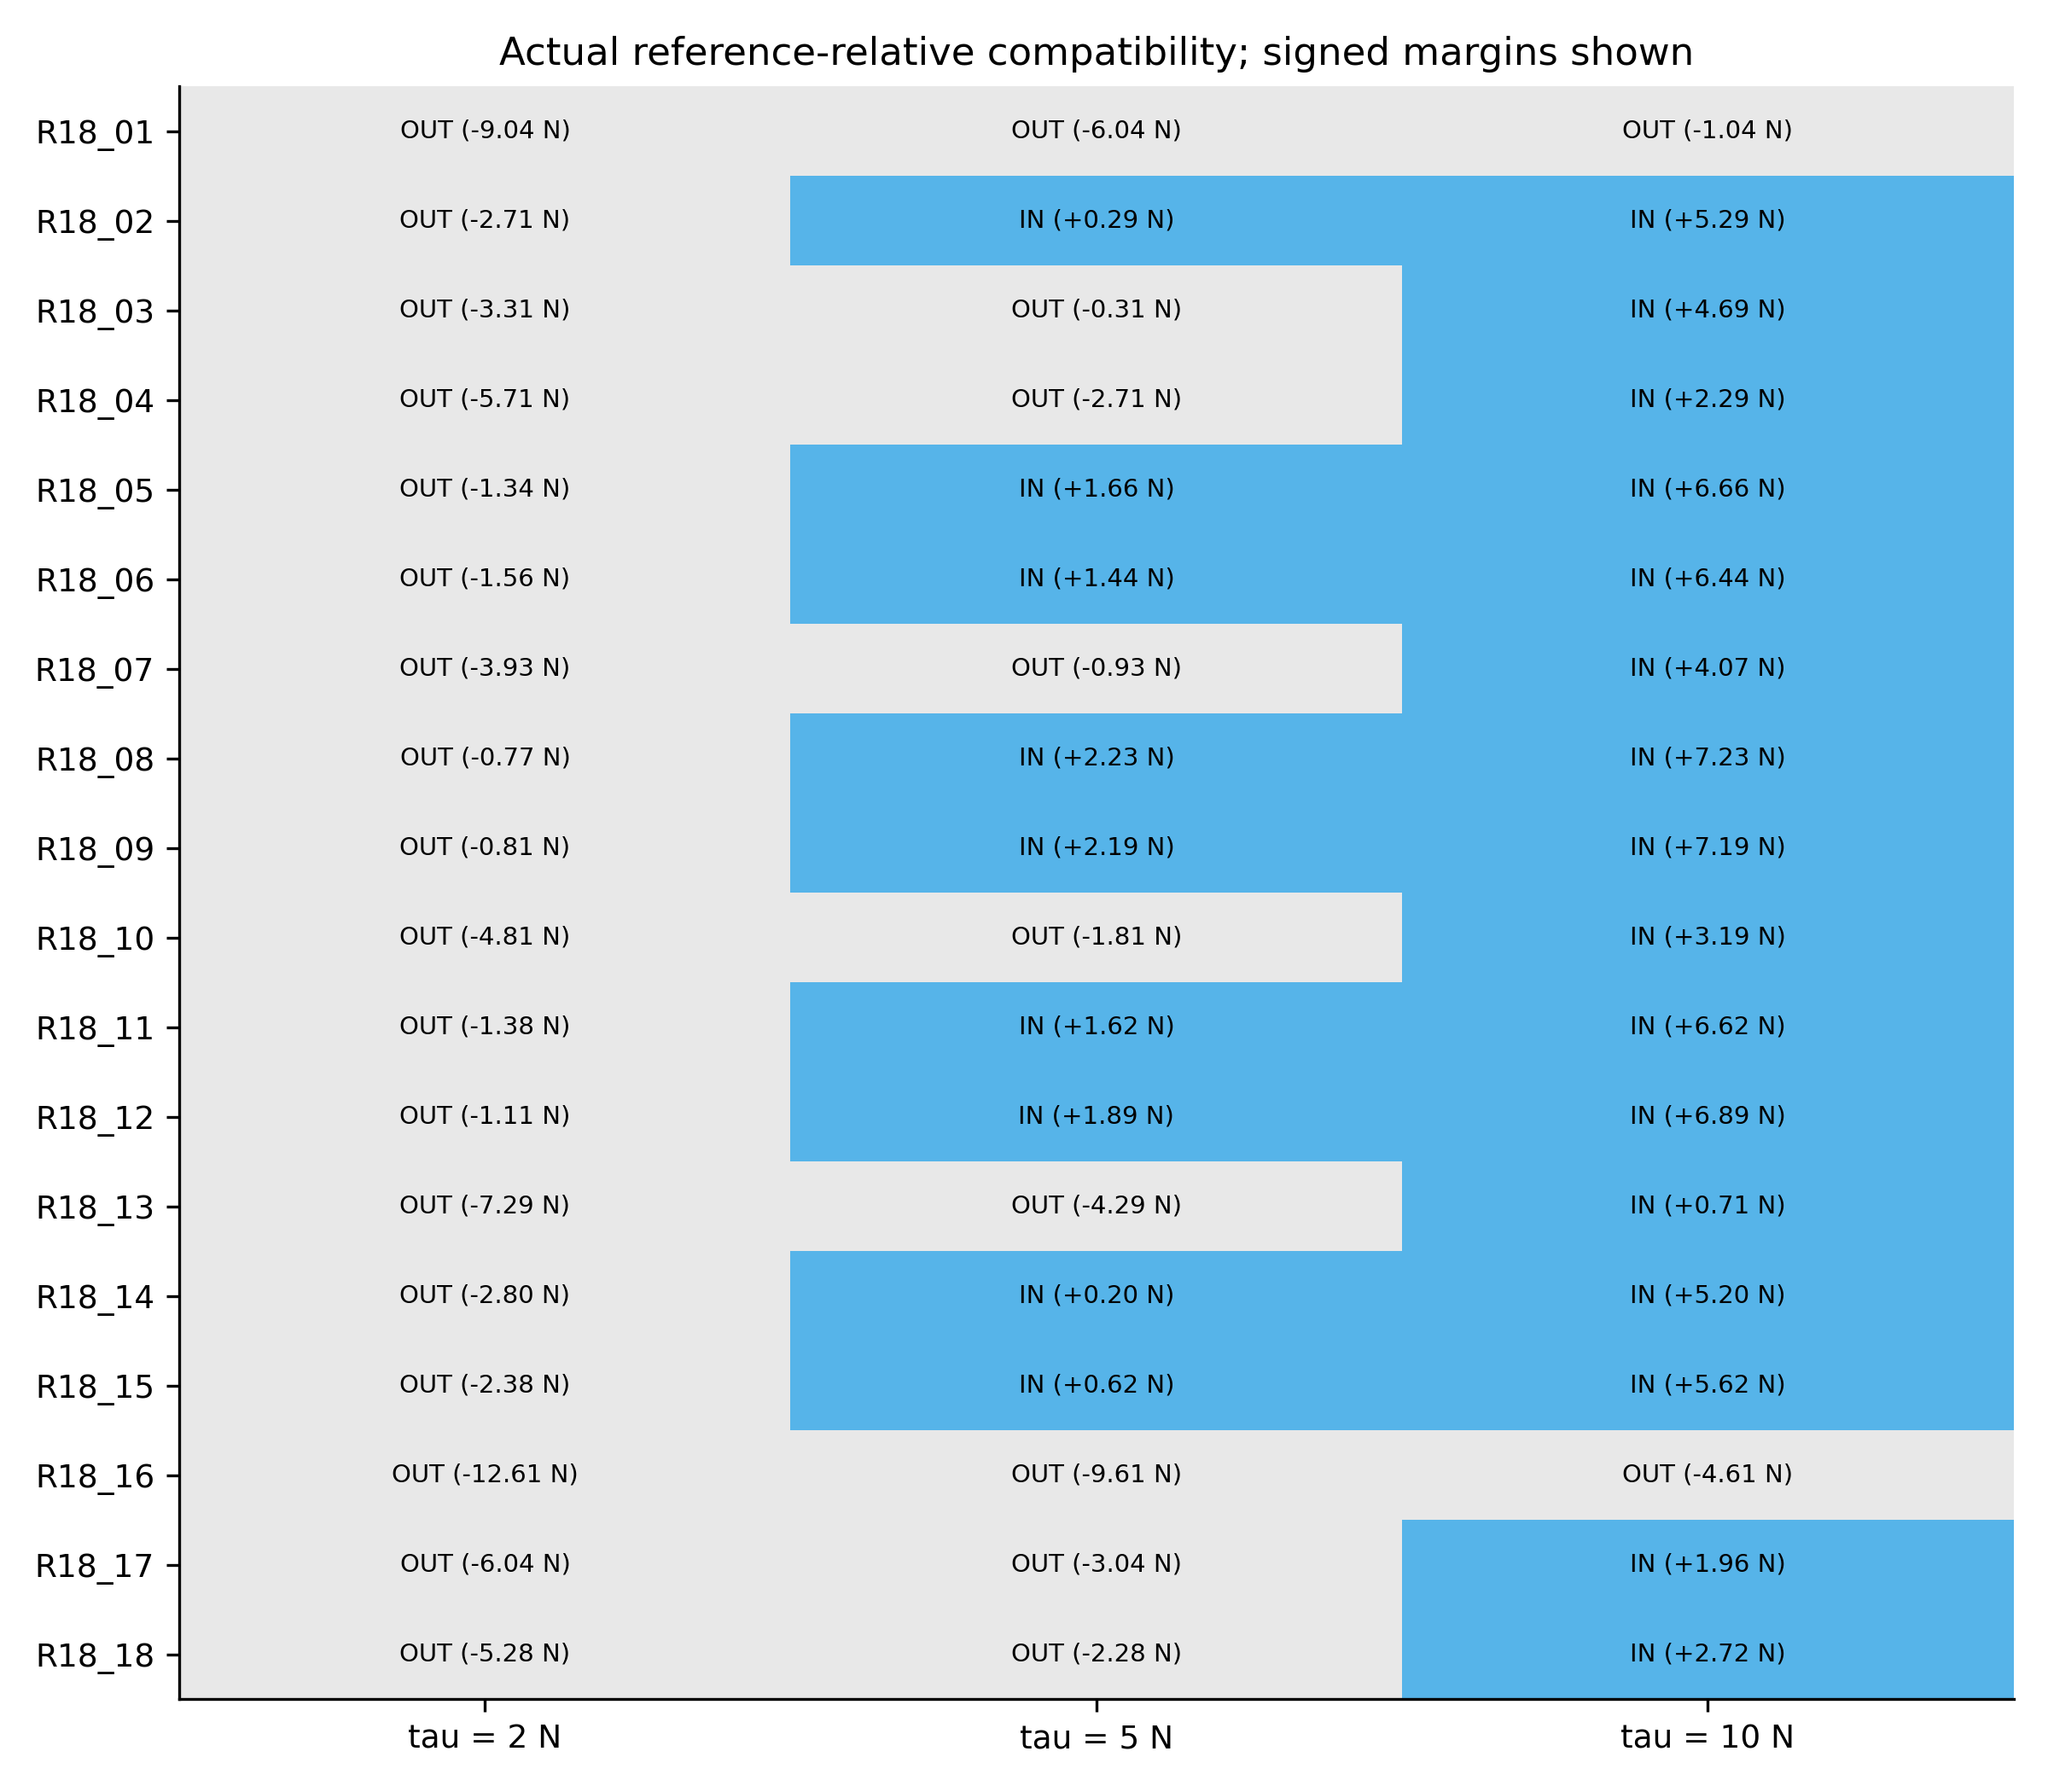 Actual reference-relative compatibility; signed margins shown
R18_01 OUT (-9.04 N) OUT (-6.04 N) OUT (-1.04 N)
R18_02 OUT (-2.71 N) IN (+0.29 N) IN (+5.29 N)
R18_03 OUT (-3.31 N) OUT (-0.31 N) IN (+4.69 N)
R18_04 OUT (-5.71 N) OUT (-2.71 N) IN (+2.29 N)
R18_05 OUT (-1.34 N) IN (+1.66 N) IN (+6.66 N)
R18_06 OUT (-1.56 N) IN (+1.44 N) IN (+6.44 N)
R18_07 OUT (-3.93 N) OUT (-0.93 N) IN (+4.07 N)
R18_08 OUT (-0.77 N) IN (+2.23 N) IN (+7.23 N)
R18_09 OUT (-0.81 N) IN (+2.19 N) IN (+7.19 N)
R18_10 OUT (-4.81 N) OUT (-1.81 N) IN (+3.19 N)
R18_11 OUT (-1.38 N) IN (+1.62 N) IN (+6.62 N)
R18_12 OUT (-1.11 N) IN (+1.89 N) IN (+6.89 N)
R18_13 OUT (-7.29 N) OUT (-4.29 N) IN (+0.71 N)
R18_14 OUT (-2.80 N) IN (+0.20 N) IN (+5.20 N)
R18_15 OUT (-2.38 N) IN (+0.62 N) IN (+5.62 N)
R18_16 OUT (-12.61 N) OUT (-9.61 N) OUT (-4.61 N)
R18_17 OUT (-6.04 N) OUT (-3.04 N) IN (+1.96 N)
R18_18 OUT (-5.28 N) OUT (-2.28 N) IN (+2.72 N)
tau = 2 N tau = 5 N tau = 10 N